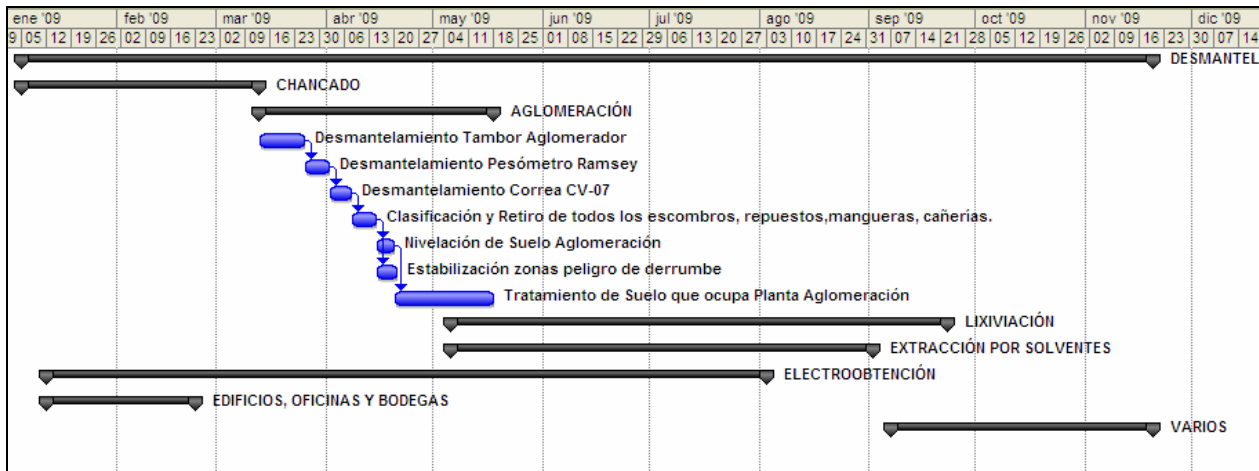 ene '09 feb '09 mar '09 abr '09 may '09 jun '09 jul '09 ago '09 sep '09 oct '09 nov '09 dic '09
9 05 12 19 26 02 09 16 23 02 09 16 23 30 06 13 20 27 04 11 18 25 01 08 15 22 29 06 13 20 27 03 10 17 24 31 07 14 21 28 05 12 19 26 02 09 16 23 30 07 14
DESMANTEL
CHANCADO
AGLOMERACIÓN
Desmantelamiento Tambor Aglomerador
Desmantelamiento Pesómetro Ramsey
Desmantelamiento Correa CV-07
Clasificación y Retiro de todos los escombros, repuestos,mangueras, cañerías.
Nivelación de Suelo Aglomeración
Estabilización zonas peligro de derrumbe
Tratamiento de Suelo que ocupa Planta Aglomeración
LIXIVIACIÓN
EXTRACCIÓN POR SOLVENTES
ELECTROOBTENCIÓN
EDIFICIOS, OFICINAS Y BODEGAS
VARIOS